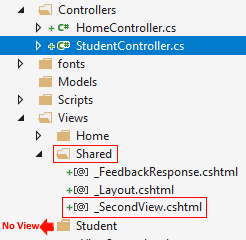 Controllers
HomeController.cs
StudentController.cs
fonts
Models
Scripts
Views
Home
Shared
_FeedbackResponse.cshtml
_Layout.cshtml
_SecondView.cshtml
No View Student